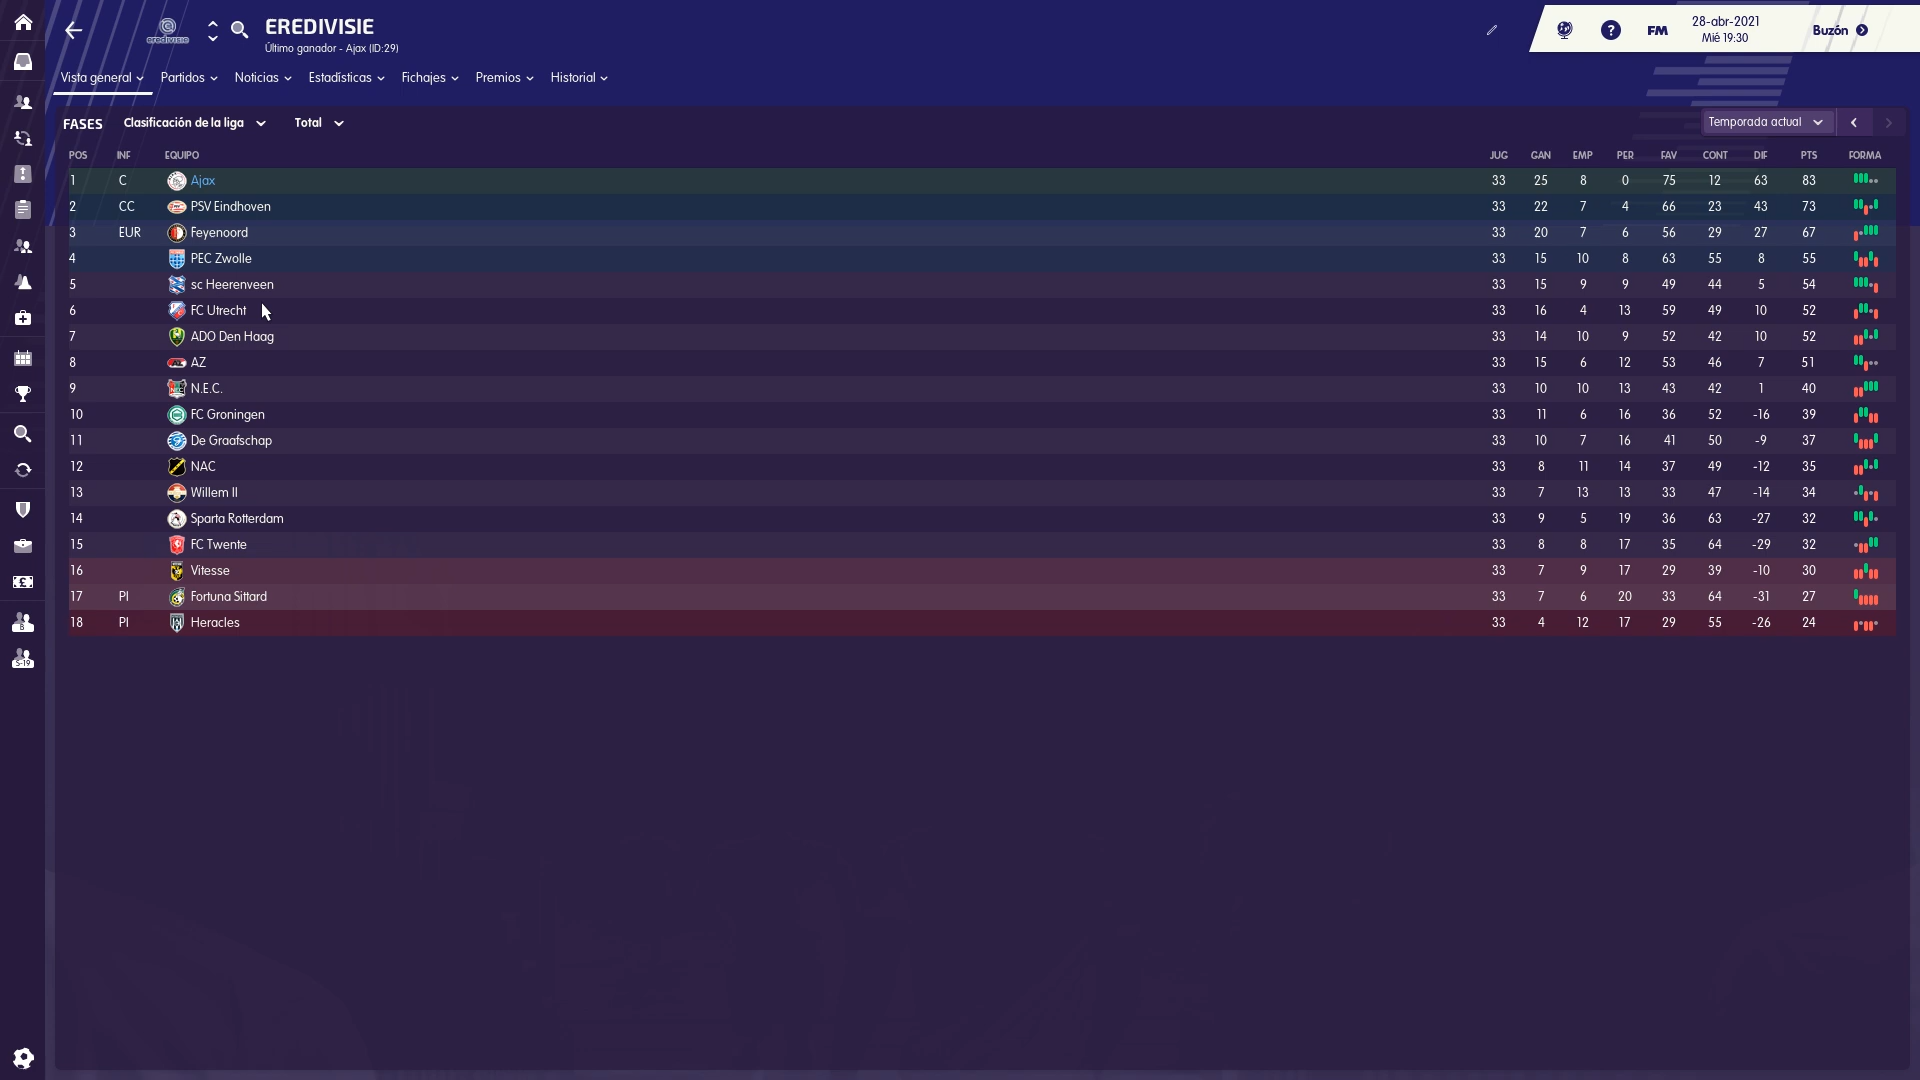 EREDIVISIE
Último ganador - Ajax (ID:29)
FM
28-abr-2021
Mié 19:30
Buzón
eredivisie
Vista general Partidos Noticias Estadísticas Fichajes Premios Historial
FASES Clasificación de la liga Total Temporada actual
POS INF EQUIPO JUG GAN EMP PER FAV CONT DIF PTS FORMA
1 C Ajax 33 25 8 0 75 12 63 83
2 CC PSV Eindhoven 33 22 7 4 66 23 43 73
3 EUR Feyenoord 33 20 7 6 56 29 27 67
4 PEC Zwolle 33 15 10 8 63 55 8 55
5 sc Heerenveen 33 15 9 9 49 44 5 54
6 FC Utrecht 33 16 4 13 59 49 10 52
7 ADO Den Haag 33 14 10 9 52 42 10 52
8 AZ 33 15 6 12 53 46 7 51
9 N.E.C. 33 10 10 13 43 42 1 40
10 FC Groningen 33 11 6 16 36 52 -16 39
11 De Graafschap 33 10 7 16 41 50 -9 37
12 NAC 33 8 11 14 37 49 -12 35
13 Willem II 33 7 13 13 33 47 -14 34
14 Sparta Rotterdam 33 9 5 19 36 63 -27 32
15 FC Twente 33 8 8 17 35 64 -29 32
16 Vitesse 33 7 9 17 29 39 -10 30
17 PI Fortuna Sittard 33 7 6 20 33 64 -31 27
18 PI Heracles 33 4 12 17 29 55 -26 24
B
S-19